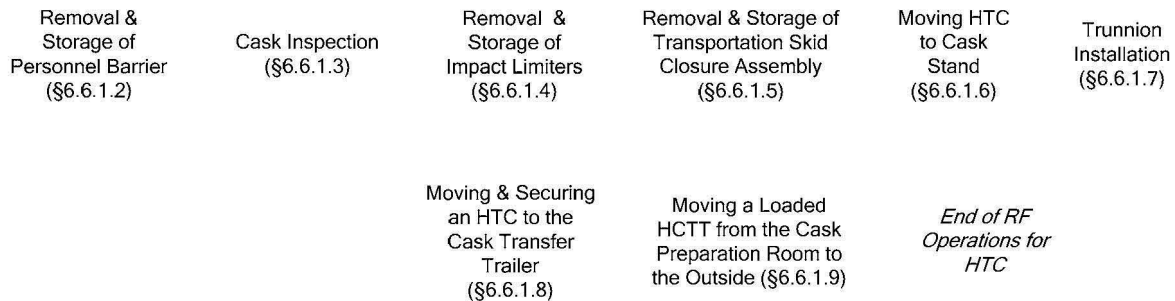 Removal &
Storage of
Personnel Barrier
(§6.6.1.2)
Cask Inspection
(§6.6.1.3)
Removal &
Storage of
Impact Limiters
(§6.6.1.4)
Removal & Storage of
Transportation Skid
Closure Assembly
(§6.6.1.5)
Moving HTC
to Cask
Stand
(§6.6.1.6)
Trunnion
Installation
(§6.6.1.7)
Moving & Securing
an HTC to the
Cask Transfer
Trailer
(§6.6.1.8)
Moving a Loaded
HCTT from the Cask
Preparation Room to
the Outside (§6.6.1.9)
End of RF
Operations for
HTC